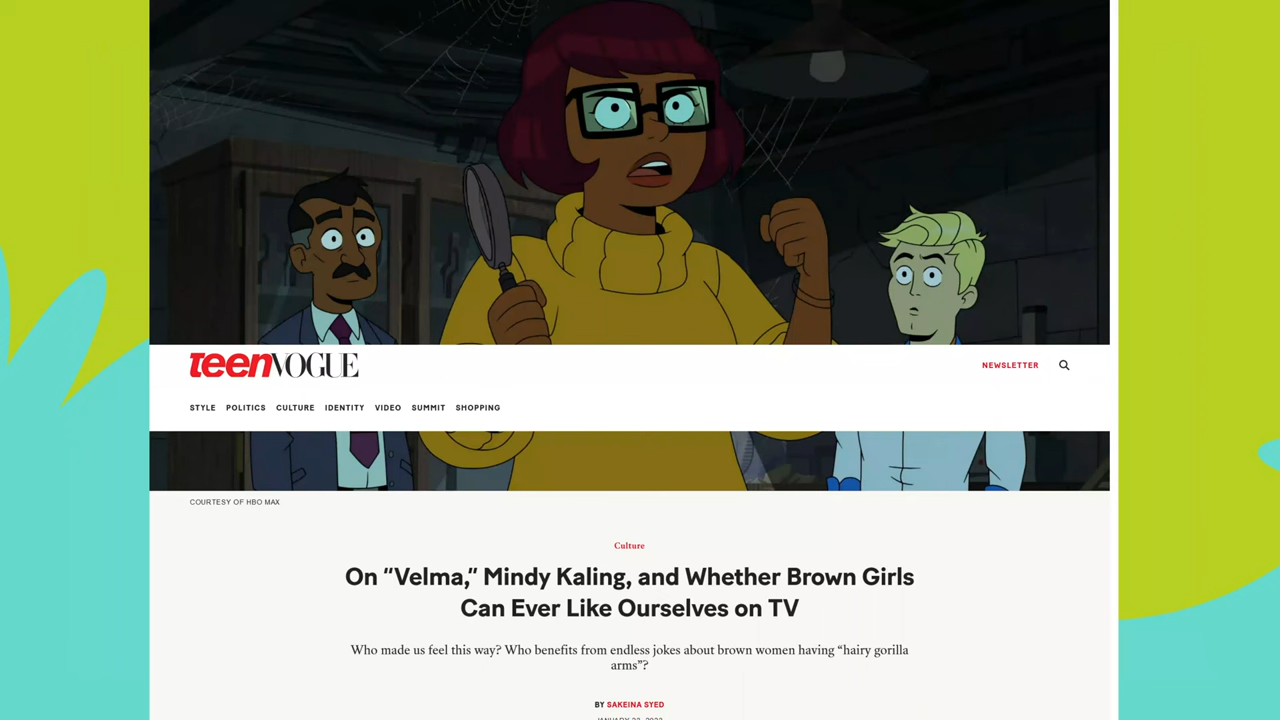 teenVOGUE
NEWSLETTER
STYLE POLITICS CULTURE IDENTITY VIDEO SUMMIT SHOPPING
COURTESY OF HBO MAX
Culture
On “Velma,” Mindy Kaling, and Whether Brown Girls
Can Ever Like Ourselves on TV
Who made us feel this way? Who benefits from endless jokes about brown women having “hairy gorilla
arms”?
BY SAKEINA SYED